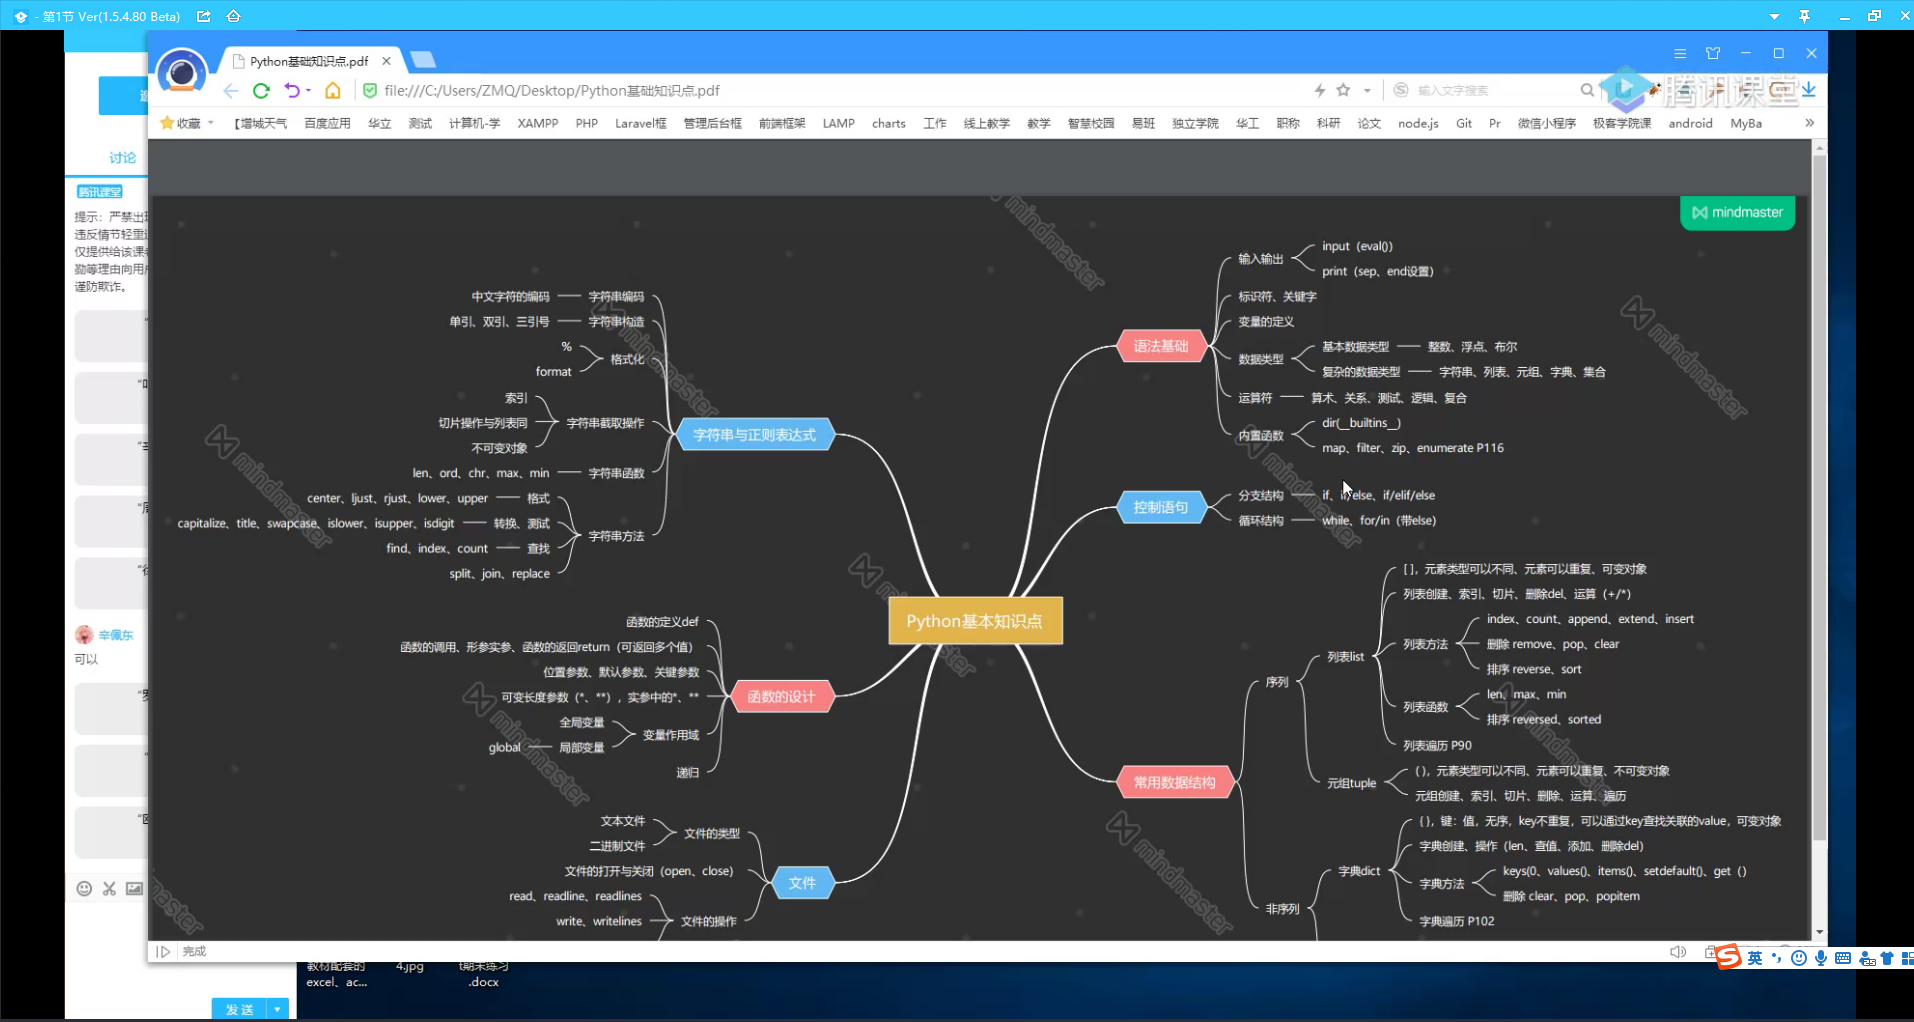 - 第1节 Ver(1.5.4.80 Beta)
Python基础知识点.pdf
file:///C:/Users/ZMQ/Desktop/Python基础知识点.pdf
输入文字搜索
腾讯课堂
收藏 【增城天气 百度应用 华立 测试 计算机-学 XAMPP PHP Laravel框 管理后台框 前端框架 LAMP charts 工作 线上教学 教学 智慧校园 易班 独立学院 华工 职称 科研 论文 node.js Git Pr 微信小程序 极客学院课 android MyBa »
讨论
腾讯课堂
提示：严禁出现
违反情节轻重
仅提供给该课
勤等理由向用户
谨防欺诈。
辛佩东
可以
发送
mindmaster
Python基本知识点
语法基础
输入输出
input（eval()）
print（sep、end设置）
标识符、关键字
变量的定义
数据类型
基本数据类型 整数、浮点、布尔
复杂的数据类型 字符串、列表、元组、字典、集合
运算符 算术、关系、测试、逻辑、复合
内置函数
dir(__builtins__)
map、filter、zip、enumerate P116
控制语句
分支结构 if、if/else、if/elif/else
循环结构 while、for/in（带else）
常用数据结构
序列
列表list
[ ]，元素类型可以不同、元素可以重复、可变对象
列表创建、索引、切片、删除del、运算（+/*）
列表方法
index、count、append、extend、insert
删除 remove、pop、clear
排序 reverse、sort
列表函数
len、max、min
排序 reversed、sorted
列表遍历 P90
元组tuple
( )，元素类型可以不同、元素可以重复、不可变对象
元组创建、索引、切片、删除、运算、遍历
非序列
字典dict
{ }，键：值，无序，key不重复，可以通过key查找关联的value，可变对象
字典创建、操作（len、查值、添加、删除del）
字典方法
keys(0、values()、items()、setdefault()、get（）
删除 clear、pop、popitem
字典遍历 P102
字符串与正则表达式
中文字符的编码 字符串编码
单引、双引、三引号 字符串构造
格式化
%
format
字符串截取操作
索引
切片操作与列表同
不可变对象
len、ord、chr、max、min 字符串函数
字符串方法
center、ljust、rjust、lower、upper 格式
capitalize、title、swapcase、islower、isupper、isdigit 转换、测试
find、index、count 查找
split、join、replace
函数的设计
函数的定义def
函数的调用、形参实参、函数的返回return（可返回多个值）
位置参数、默认参数、关键参数
可变长度参数（*、**），实参中的*、**
变量作用域
全局变量
global 局部变量
递归
文件
文件的类型
文本文件
二进制文件
文件的打开与关闭（open、close）
文件的操作
read、readline、readlines
write、writelines
mindmaster
mindmaster
mindmaster
mindmaster
mindmaster
mindmaster
mindmaster
mindmaster
mindmaster
完成
英
教材配套的
excel、ac...
4.jpg
t期末练习
.docx